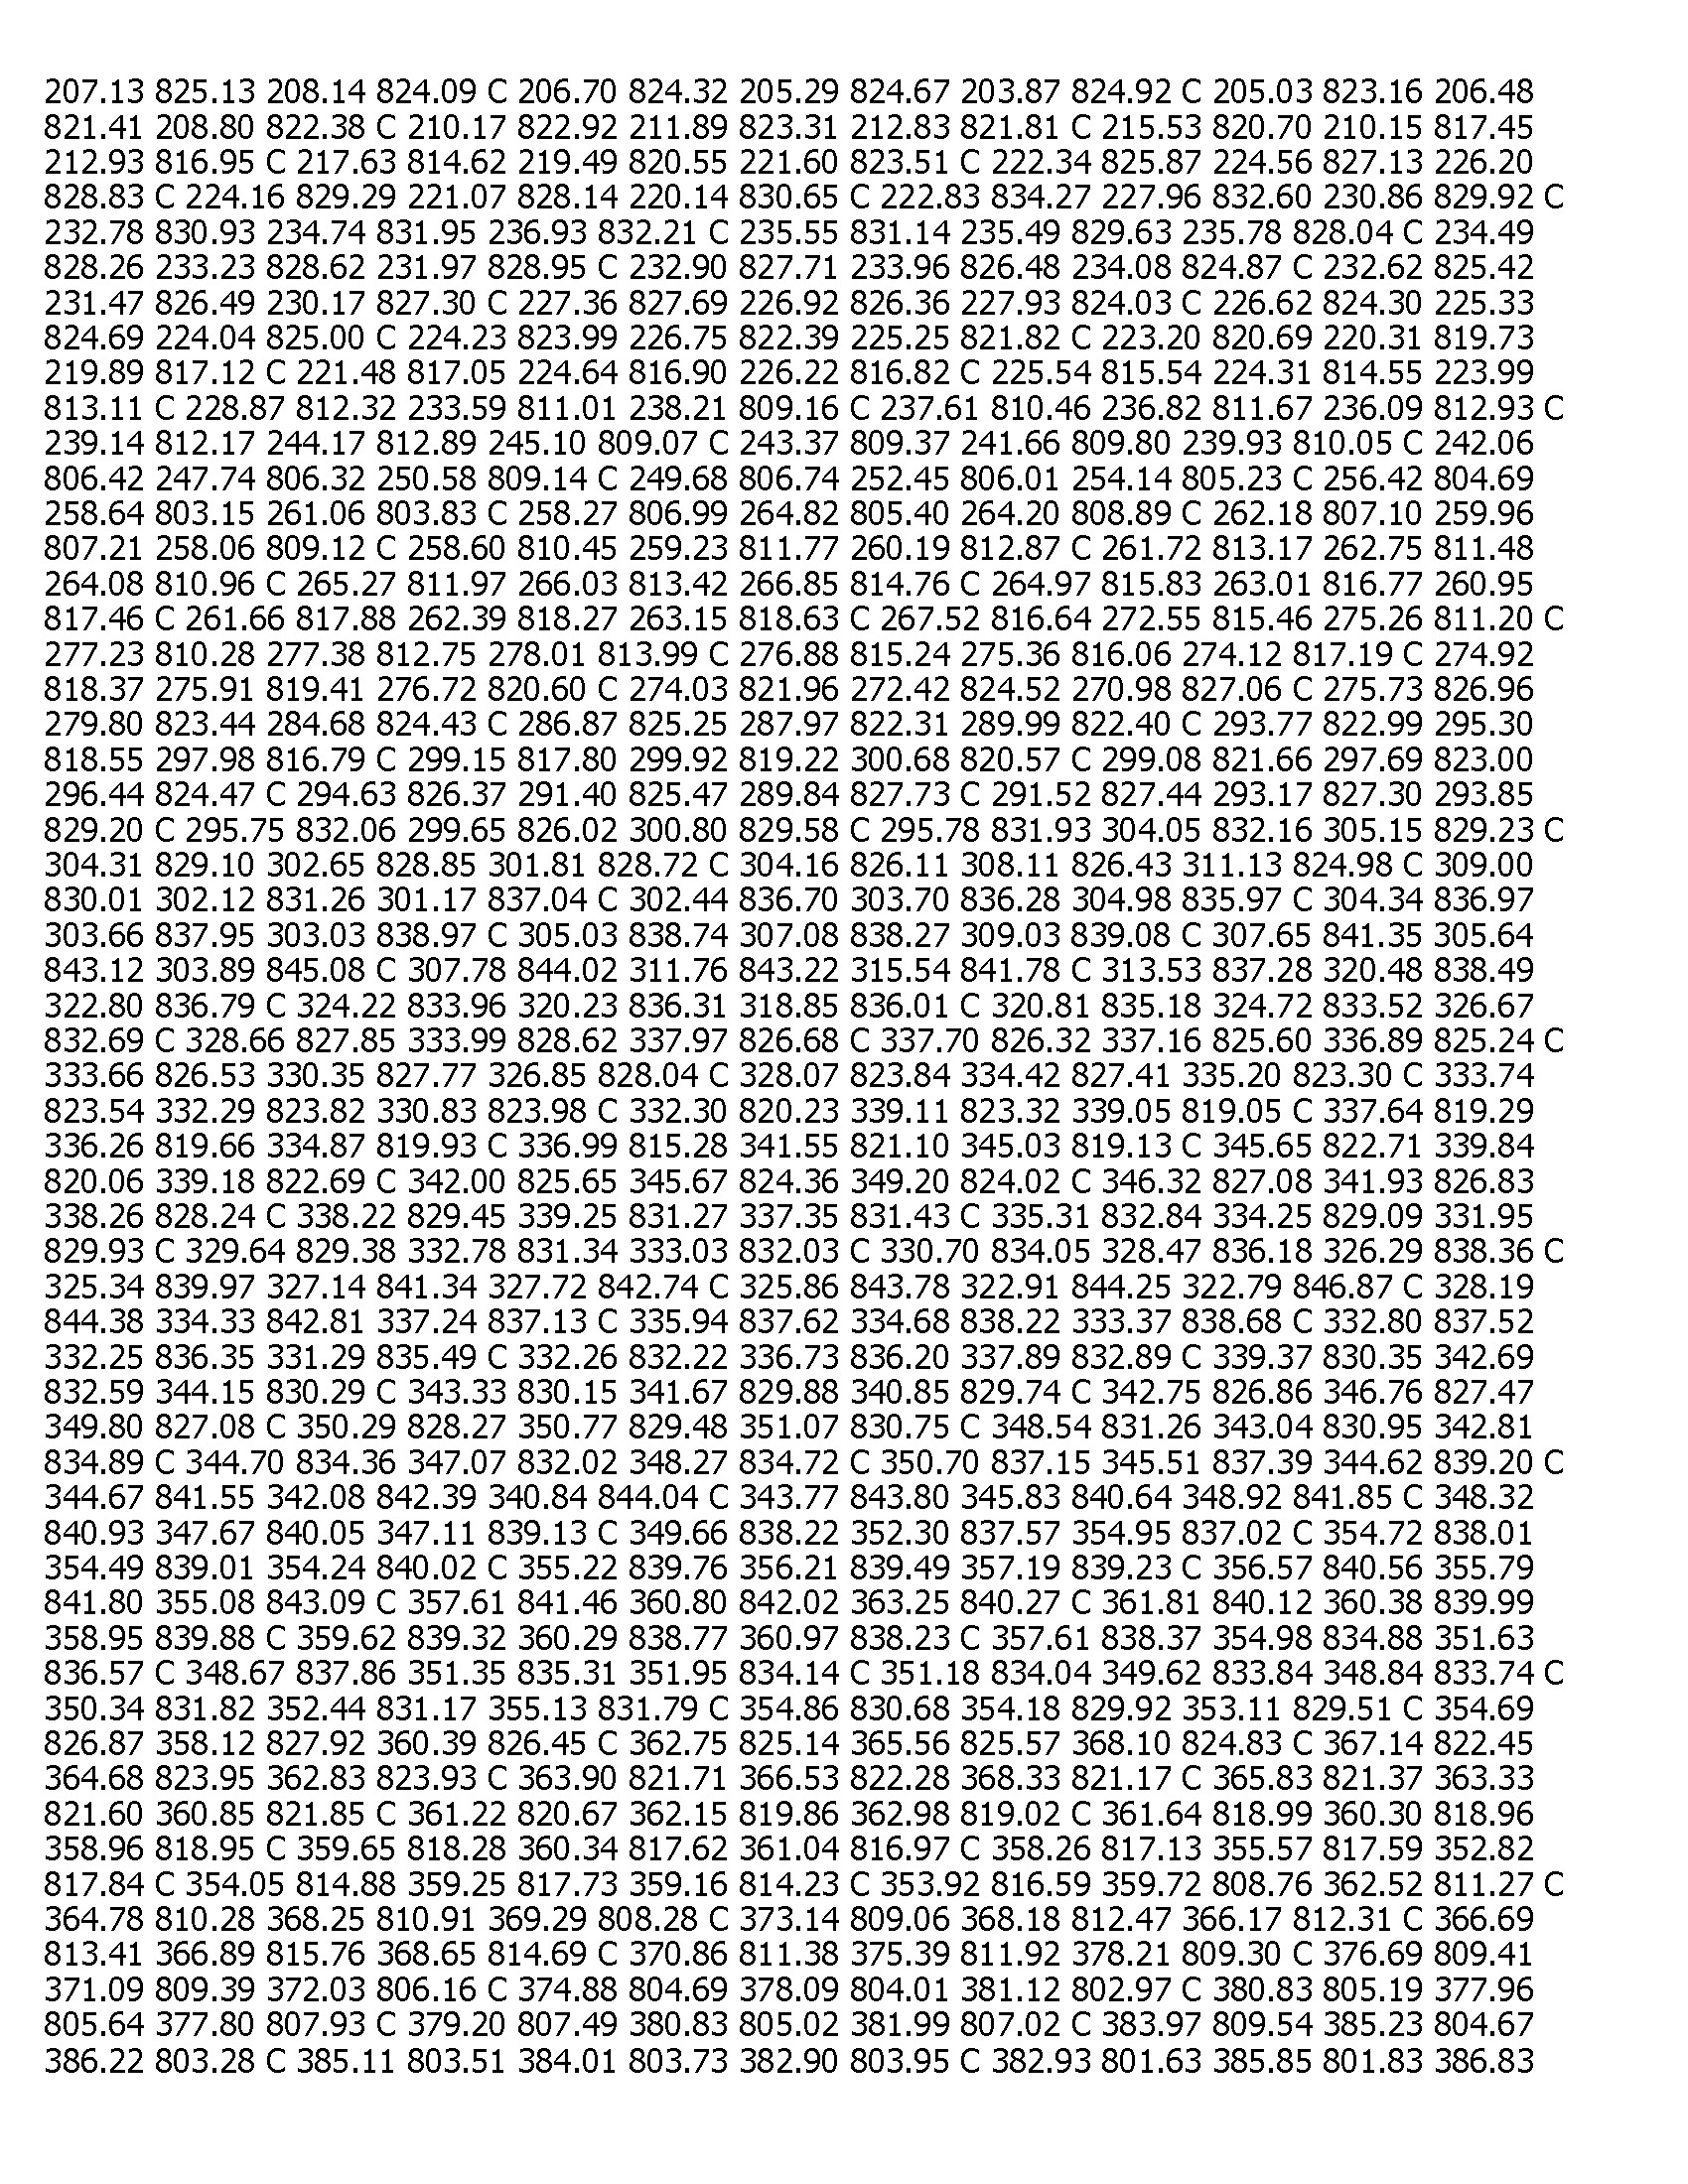 207.13 825.13 208.14 824.09 C 206.70 824.32 205.29 824.67 203.87 824.92 C 205.03 823.16 206.48
821.41 208.80 822.38 C 210.17 822.92 211.89 823.31 212.83 821.81 C 215.53 820.70 210.15 817.45
212.93 816.95 C 217.63 814.62 219.49 820.55 221.60 823.51 C 222.34 825.87 224.56 827.13 226.20
828.83 C 224.16 829.29 221.07 828.14 220.14 830.65 C 222.83 834.27 227.96 832.60 230.86 829.92 C
232.78 830.93 234.74 831.95 236.93 832.21 C 235.55 831.14 235.49 829.63 235.78 828.04 C 234.49
828.26 233.23 828.62 231.97 828.95 C 232.90 827.71 233.96 826.48 234.08 824.87 C 232.62 825.42
231.47 826.49 230.17 827.30 C 227.36 827.69 226.92 826.36 227.93 824.03 C 226.62 824.30 225.33
824.69 224.04 825.00 C 224.23 823.99 226.75 822.39 225.25 821.82 C 223.20 820.69 220.31 819.73
219.89 817.12 C 221.48 817.05 224.64 816.90 226.22 816.82 C 225.54 815.54 224.31 814.55 223.99
813.11 C 228.87 812.32 233.59 811.01 238.21 809.16 C 237.61 810.46 236.82 811.67 236.09 812.93 C
239.14 812.17 244.17 812.89 245.10 809.07 C 243.37 809.37 241.66 809.80 239.93 810.05 C 242.06
806.42 247.74 806.32 250.58 809.14 C 249.68 806.74 252.45 806.01 254.14 805.23 C 256.42 804.69
258.64 803.15 261.06 803.83 C 258.27 806.99 264.82 805.40 264.20 808.89 C 262.18 807.10 259.96
807.21 258.06 809.12 C 258.60 810.45 259.23 811.77 260.19 812.87 C 261.72 813.17 262.75 811.48
264.08 810.96 C 265.27 811.97 266.03 813.42 266.85 814.76 C 264.97 815.83 263.01 816.77 260.95
817.46 C 261.66 817.88 262.39 818.27 263.15 818.63 C 267.52 816.64 272.55 815.46 275.26 811.20 C
277.23 810.28 277.38 812.75 278.01 813.99 C 276.88 815.24 275.36 816.06 274.12 817.19 C 274.92
818.37 275.91 819.41 276.72 820.60 C 274.03 821.96 272.42 824.52 270.98 827.06 C 275.73 826.96
279.80 823.44 284.68 824.43 C 286.87 825.25 287.97 822.31 289.99 822.40 C 293.77 822.99 295.30
818.55 297.98 816.79 C 299.15 817.80 299.92 819.22 300.68 820.57 C 299.08 821.66 297.69 823.00
296.44 824.47 C 294.63 826.37 291.40 825.47 289.84 827.73 C 291.52 827.44 293.17 827.30 293.85
829.20 C 295.75 832.06 299.65 826.02 300.80 829.58 C 295.78 831.93 304.05 832.16 305.15 829.23 C
304.31 829.10 302.65 828.85 301.81 828.72 C 304.16 826.11 308.11 826.43 311.13 824.98 C 309.00
830.01 302.12 831.26 301.17 837.04 C 302.44 836.70 303.70 836.28 304.98 835.97 C 304.34 836.97
303.66 837.95 303.03 838.97 C 305.03 838.74 307.08 838.27 309.03 839.08 C 307.65 841.35 305.64
843.12 303.89 845.08 C 307.78 844.02 311.76 843.22 315.54 841.78 C 313.53 837.28 320.48 838.49
322.80 836.79 C 324.22 833.96 320.23 836.31 318.85 836.01 C 320.81 835.18 324.72 833.52 326.67
832.69 C 328.66 827.85 333.99 828.62 337.97 826.68 C 337.70 826.32 337.16 825.60 336.89 825.24 C
333.66 826.53 330.35 827.77 326.85 828.04 C 328.07 823.84 334.42 827.41 335.20 823.30 C 333.74
823.54 332.29 823.82 330.83 823.98 C 332.30 820.23 339.11 823.32 339.05 819.05 C 337.64 819.29
336.26 819.66 334.87 819.93 C 336.99 815.28 341.55 821.10 345.03 819.13 C 345.65 822.71 339.84
820.06 339.18 822.69 C 342.00 825.65 345.67 824.36 349.20 824.02 C 346.32 827.08 341.93 826.83
338.26 828.24 C 338.22 829.45 339.25 831.27 337.35 831.43 C 335.31 832.84 334.25 829.09 331.95
829.93 C 329.64 829.38 332.78 831.34 333.03 832.03 C 330.70 834.05 328.47 836.18 326.29 838.36 C
325.34 839.97 327.14 841.34 327.72 842.74 C 325.86 843.78 322.91 844.25 322.79 846.87 C 328.19
844.38 334.33 842.81 337.24 837.13 C 335.94 837.62 334.68 838.22 333.37 838.68 C 332.80 837.52
332.25 836.35 331.29 835.49 C 332.26 832.22 336.73 836.20 337.89 832.89 C 339.37 830.35 342.69
832.59 344.15 830.29 C 343.33 830.15 341.67 829.88 340.85 829.74 C 342.75 826.86 346.76 827.47
349.80 827.08 C 350.29 828.27 350.77 829.48 351.07 830.75 C 348.54 831.26 343.04 830.95 342.81
834.89 C 344.70 834.36 347.07 832.02 348.27 834.72 C 350.70 837.15 345.51 837.39 344.62 839.20 C
344.67 841.55 342.08 842.39 340.84 844.04 C 343.77 843.80 345.83 840.64 348.92 841.85 C 348.32
840.93 347.67 840.05 347.11 839.13 C 349.66 838.22 352.30 837.57 354.95 837.02 C 354.72 838.01
354.49 839.01 354.24 840.02 C 355.22 839.76 356.21 839.49 357.19 839.23 C 356.57 840.56 355.79
841.80 355.08 843.09 C 357.61 841.46 360.80 842.02 363.25 840.27 C 361.81 840.12 360.38 839.99
358.95 839.88 C 359.62 839.32 360.29 838.77 360.97 838.23 C 357.61 838.37 354.98 834.88 351.63
836.57 C 348.67 837.86 351.35 835.31 351.95 834.14 C 351.18 834.04 349.62 833.84 348.84 833.74 C
350.34 831.82 352.44 831.17 355.13 831.79 C 354.86 830.68 354.18 829.92 353.11 829.51 C 354.69
826.87 358.12 827.92 360.39 826.45 C 362.75 825.14 365.56 825.57 368.10 824.83 C 367.14 822.45
364.68 823.95 362.83 823.93 C 363.90 821.71 366.53 822.28 368.33 821.17 C 365.83 821.37 363.33
821.60 360.85 821.85 C 361.22 820.67 362.15 819.86 362.98 819.02 C 361.64 818.99 360.30 818.96
358.96 818.95 C 359.65 818.28 360.34 817.62 361.04 816.97 C 358.26 817.13 355.57 817.59 352.82
817.84 C 354.05 814.88 359.25 817.73 359.16 814.23 C 353.92 816.59 359.72 808.76 362.52 811.27 C
364.78 810.28 368.25 810.91 369.29 808.28 C 373.14 809.06 368.18 812.47 366.17 812.31 C 366.69
813.41 366.89 815.76 368.65 814.69 C 370.86 811.38 375.39 811.92 378.21 809.30 C 376.69 809.41
371.09 809.39 372.03 806.16 C 374.88 804.69 378.09 804.01 381.12 802.97 C 380.83 805.19 377.96
805.64 377.80 807.93 C 379.20 807.49 380.83 805.02 381.99 807.02 C 383.97 809.54 385.23 804.67
386.22 803.28 C 385.11 803.51 384.01 803.73 382.90 803.95 C 382.93 801.63 385.85 801.83 386.83